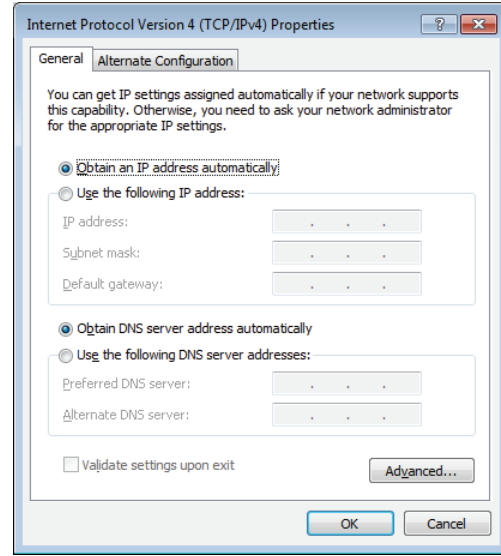 Internet Protocol Version 4 (TCP/IPv4) Properties
General Alternate Configuration
You can get IP settings assigned automatically if your network supports
this capability. Otherwise, you need to ask your network administrator
for the appropriate IP settings.
Obtain an IP address automatically
Use the following IP address:
IP address: . . .
Subnet mask: . . .
Default gateway: . . .
Obtain DNS server address automatically
Use the following DNS server addresses:
Preferred DNS server: . . .
Alternate DNS server: . . .
Validate settings upon exit
Advanced...
OK Cancel